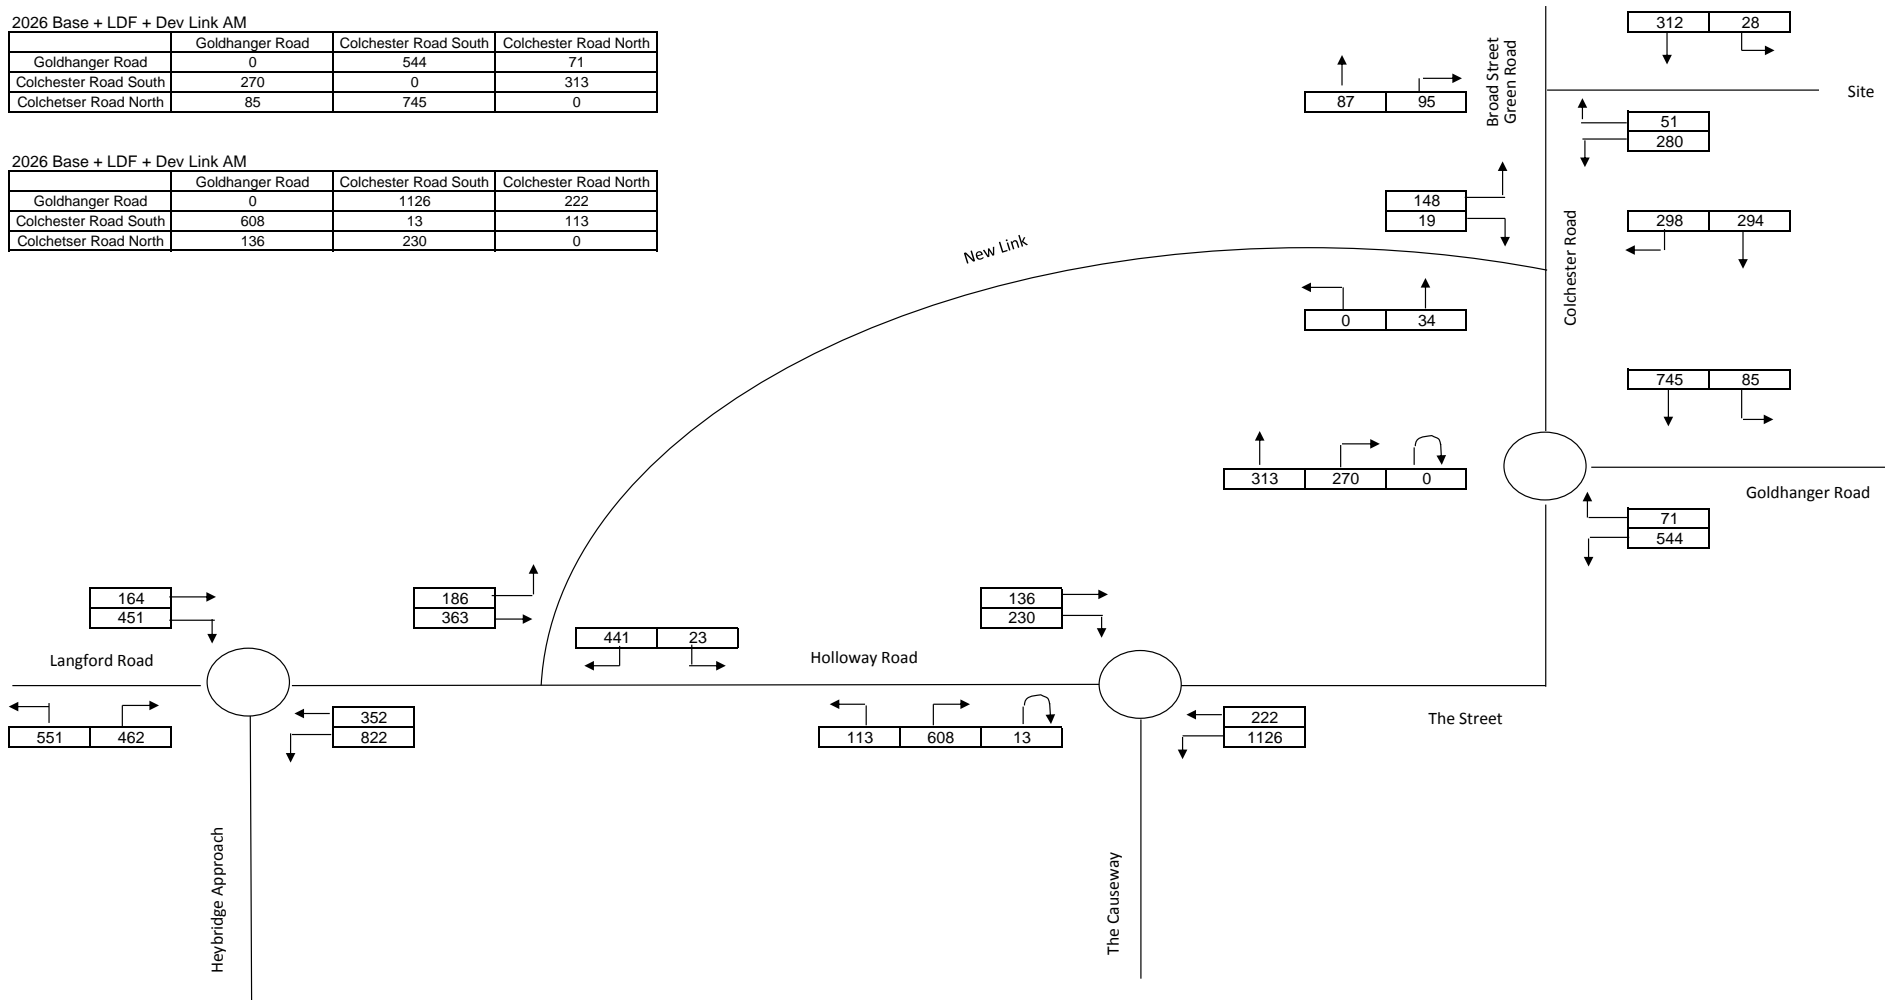 2026 Base + LDF + Dev Link AM
Goldhanger Road Colchester Road South Colchester Road North
Goldhanger Road 0 544 71
Colchester Road South 270 0 313
Colchetser Road North 85 745 0
2026 Base + LDF + Dev Link AM
Goldhanger Road Colchester Road South Colchester Road North
Goldhanger Road 0 1126 222
Colchester Road South 608 13 113
Colchetser Road North 136 230 0
312 28
Broad Street
Green Road
87 95
Site
51
280
148
19
Colchester Road
298 294
New Link
0 34
745 85
313 270 0
Goldhanger Road
71
544
164
451
186
363
136
230
441 23
Langford Road
Holloway Road
The Street
551 462
352
822
113 608 13
222
1126
Heybridge Approach
The Causeway